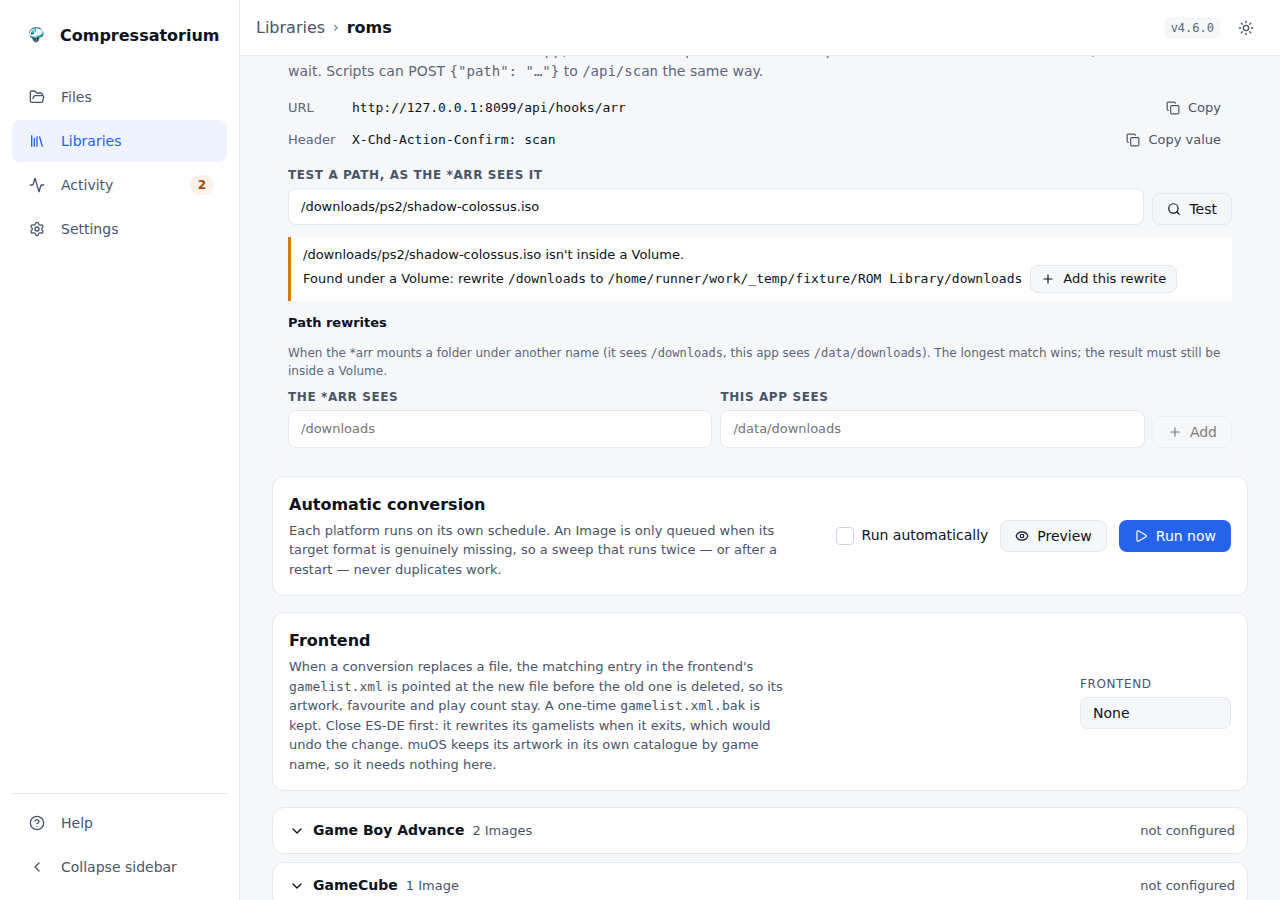 Compressatorium
Libraries › roms
v4.6.0
Files
Libraries
Activity 2
Settings
Help
Collapse sidebar
wait. Scripts can POST {"path": "…"} to /api/scan the same way.
URL http://127.0.0.1:8099/api/hooks/arr Copy
Header X-Chd-Action-Confirm: scan Copy value
TEST A PATH, AS THE *ARR SEES IT
/downloads/ps2/shadow-colossus.iso Test
/downloads/ps2/shadow-colossus.iso isn't inside a Volume.
Found under a Volume: rewrite /downloads to /home/runner/work/_temp/fixture/ROM Library/downloads Add this rewrite
Path rewrites
When the *arr mounts a folder under another name (it sees /downloads, this app sees /data/downloads). The longest match wins; the result must still be
inside a Volume.
THE *ARR SEES THIS APP SEES
/downloads /data/downloads Add
Automatic conversion
Each platform runs on its own schedule. An Image is only queued when its
target format is genuinely missing, so a sweep that runs twice — or after a
restart — never duplicates work.
Run automatically Preview Run now
Frontend
When a conversion replaces a file, the matching entry in the frontend's
gamelist.xml is pointed at the new file before the old one is deleted, so its
artwork, favourite and play count stay. A one-time gamelist.xml.bak is
kept. Close ES-DE first: it rewrites its gamelists when it exits, which would
undo the change. muOS keeps its artwork in its own catalogue by game
name, so it needs nothing here.
FRONTEND
None
Game Boy Advance 2 Images not configured
GameCube 1 Image not configured